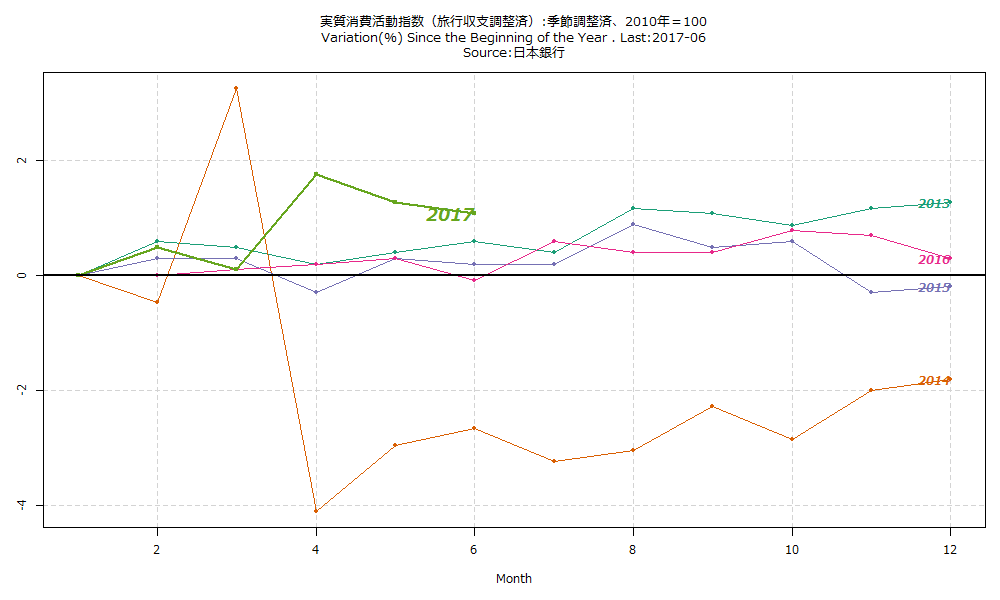 実質消費活動指数（旅行収支調整済）:季節調整済、2010年＝100
Variation(%) Since the Beginning of the Year . Last:2017-06
Source:日本銀行
2
0
-2
-4
2017
2013
2016
2015
2014
2 4 6 8 10 12
Month